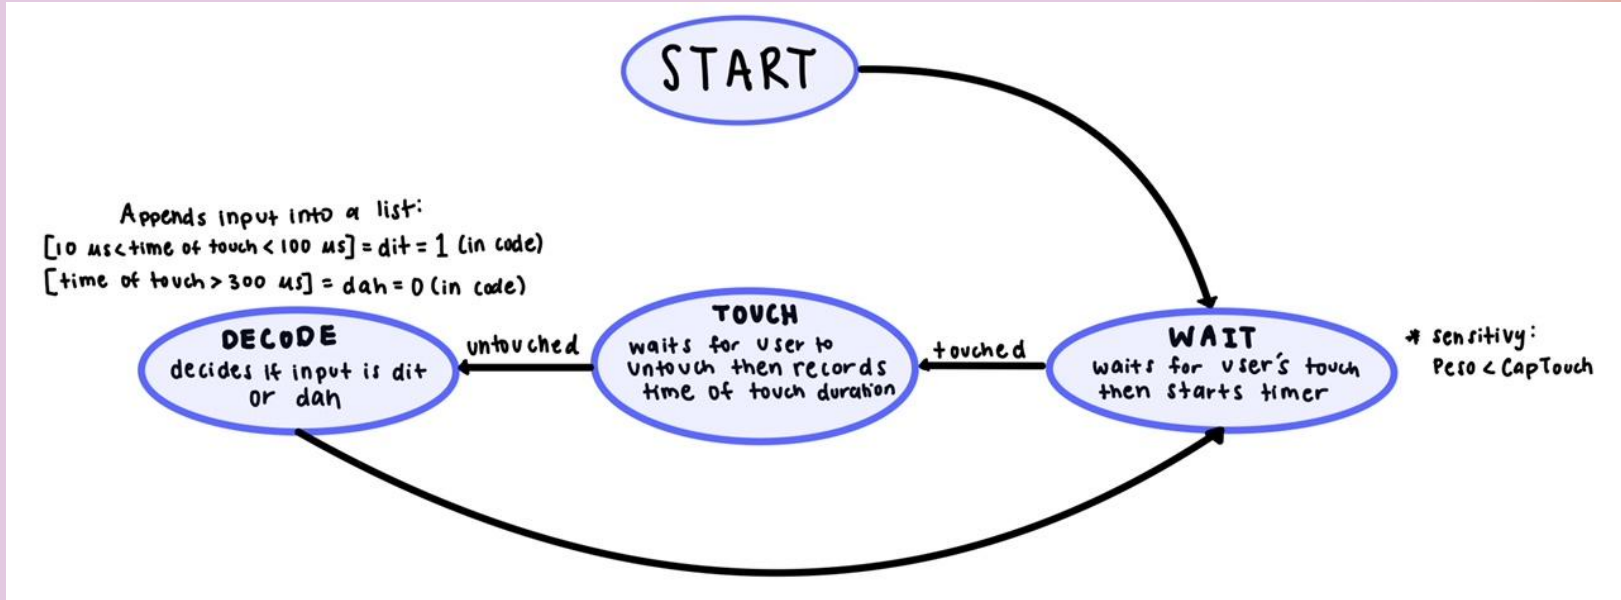 START
Appends input into a list:
[10 us<time of touch<100 us] = dit = 1 (in code)
[time of touch>300 us] = dah = 0 (in code)
DECODE
decides if input is dit
or dah
untouched
TOUCH
waits for user to
untouch then records
time of touch duration
touched
WAIT
waits for user's touch
then starts timer
* sensitivy:
Peso < CapTouch